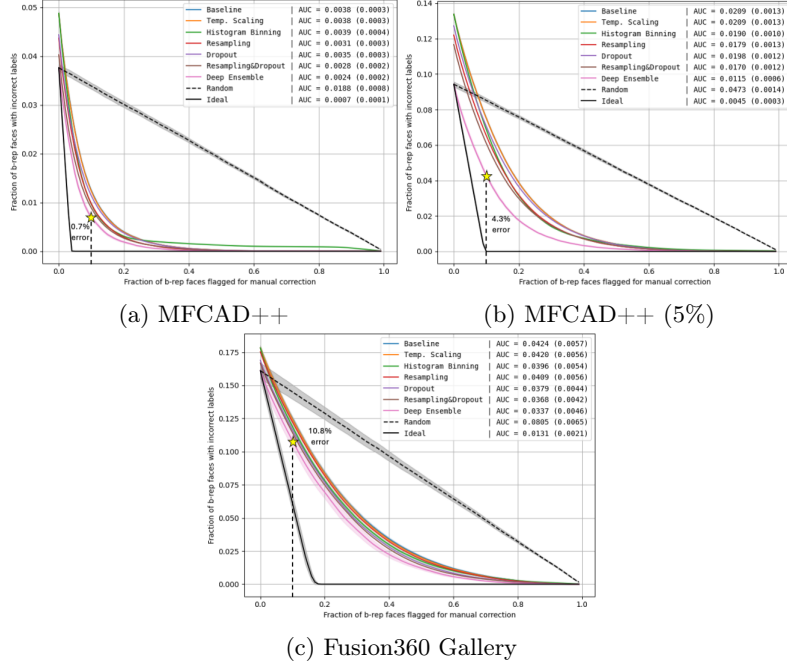 0.05
0.04
0.03
0.02
0.01
0.00
0.0 0.2 0.4 0.6 0.8 1.0
Fraction of b-rep faces with incorrect labels
Fraction of b-rep faces flagged for manual correction
Baseline | AUC = 0.0038 (0.0003)
Temp. Scaling | AUC = 0.0038 (0.0003)
Histogram Binning | AUC = 0.0039 (0.0004)
Resampling | AUC = 0.0031 (0.0003)
Dropout | AUC = 0.0035 (0.0003)
Resampling&Dropout | AUC = 0.0028 (0.0002)
Deep Ensemble | AUC = 0.0024 (0.0002)
Random | AUC = 0.0188 (0.0008)
Ideal | AUC = 0.0007 (0.0001)
0.7%
error
(a) MFCAD++
0.14
0.12
0.10
0.08
0.06
0.04
0.02
0.00
0.0 0.2 0.4 0.6 0.8 1.0
Fraction of b-rep faces with incorrect labels
Fraction of b-rep faces flagged for manual correction
Baseline | AUC = 0.0209 (0.0013)
Temp. Scaling | AUC = 0.0209 (0.0013)
Histogram Binning | AUC = 0.0190 (0.0010)
Resampling | AUC = 0.0179 (0.0013)
Dropout | AUC = 0.0198 (0.0012)
Resampling&Dropout | AUC = 0.0170 (0.0012)
Deep Ensemble | AUC = 0.0115 (0.0006)
Random | AUC = 0.0473 (0.0014)
Ideal | AUC = 0.0045 (0.0003)
4.3%
error
(b) MFCAD++ (5%)
0.175
0.150
0.125
0.100
0.075
0.050
0.025
0.000
0.0 0.2 0.4 0.6 0.8 1.0
Fraction of b-rep faces with incorrect labels
Fraction of b-rep faces flagged for manual correction
Baseline | AUC = 0.0424 (0.0057)
Temp. Scaling | AUC = 0.0420 (0.0056)
Histogram Binning | AUC = 0.0396 (0.0054)
Resampling | AUC = 0.0409 (0.0056)
Dropout | AUC = 0.0379 (0.0044)
Resampling&Dropout | AUC = 0.0368 (0.0042)
Deep Ensemble | AUC = 0.0337 (0.0046)
Random | AUC = 0.0805 (0.0065)
Ideal | AUC = 0.0131 (0.0021)
10.8%
error
(c) Fusion360 Gallery